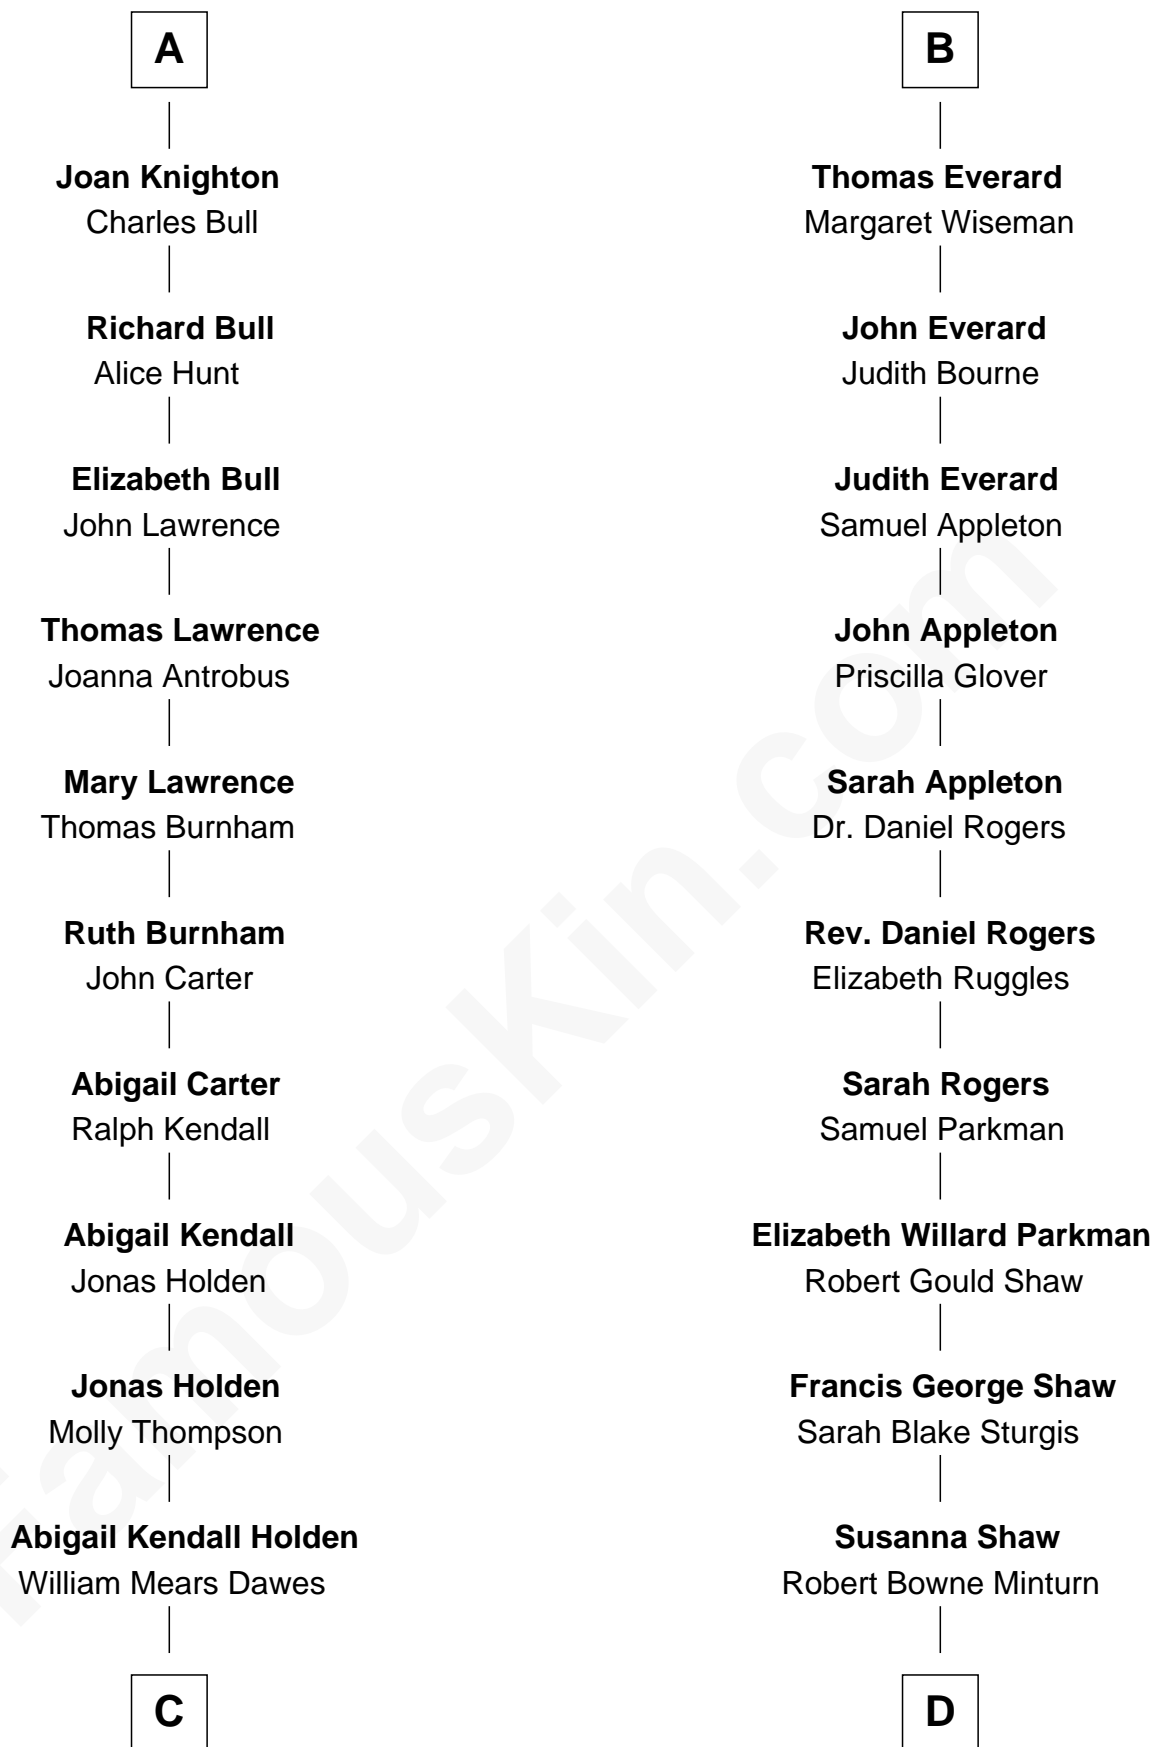 A
Joan Knighton
Charles Bull
Richard Bull
Alice Hunt
Elizabeth Bull
John Lawrence
Thomas Lawrence
Joanna Antrobus
Mary Lawrence
Thomas Burnham
Ruth Burnham
John Carter
Abigail Carter
Ralph Kendall
Abigail Kendall
Jonas Holden
Jonas Holden
Molly Thompson
Abigail Kendall Holden
William Mears Dawes
C
B
Thomas Everard
Margaret Wiseman
John Everard
Judith Bourne
Judith Everard
Samuel Appleton
John Appleton
Priscilla Glover
Sarah Appleton
Dr. Daniel Rogers
Rev. Daniel Rogers
Elizabeth Ruggles
Sarah Rogers
Samuel Parkman
Elizabeth Willard Parkman
Robert Gould Shaw
Francis George Shaw
Sarah Blake Sturgis
Susanna Shaw
Robert Bowne Minturn
D
FamousKin.com